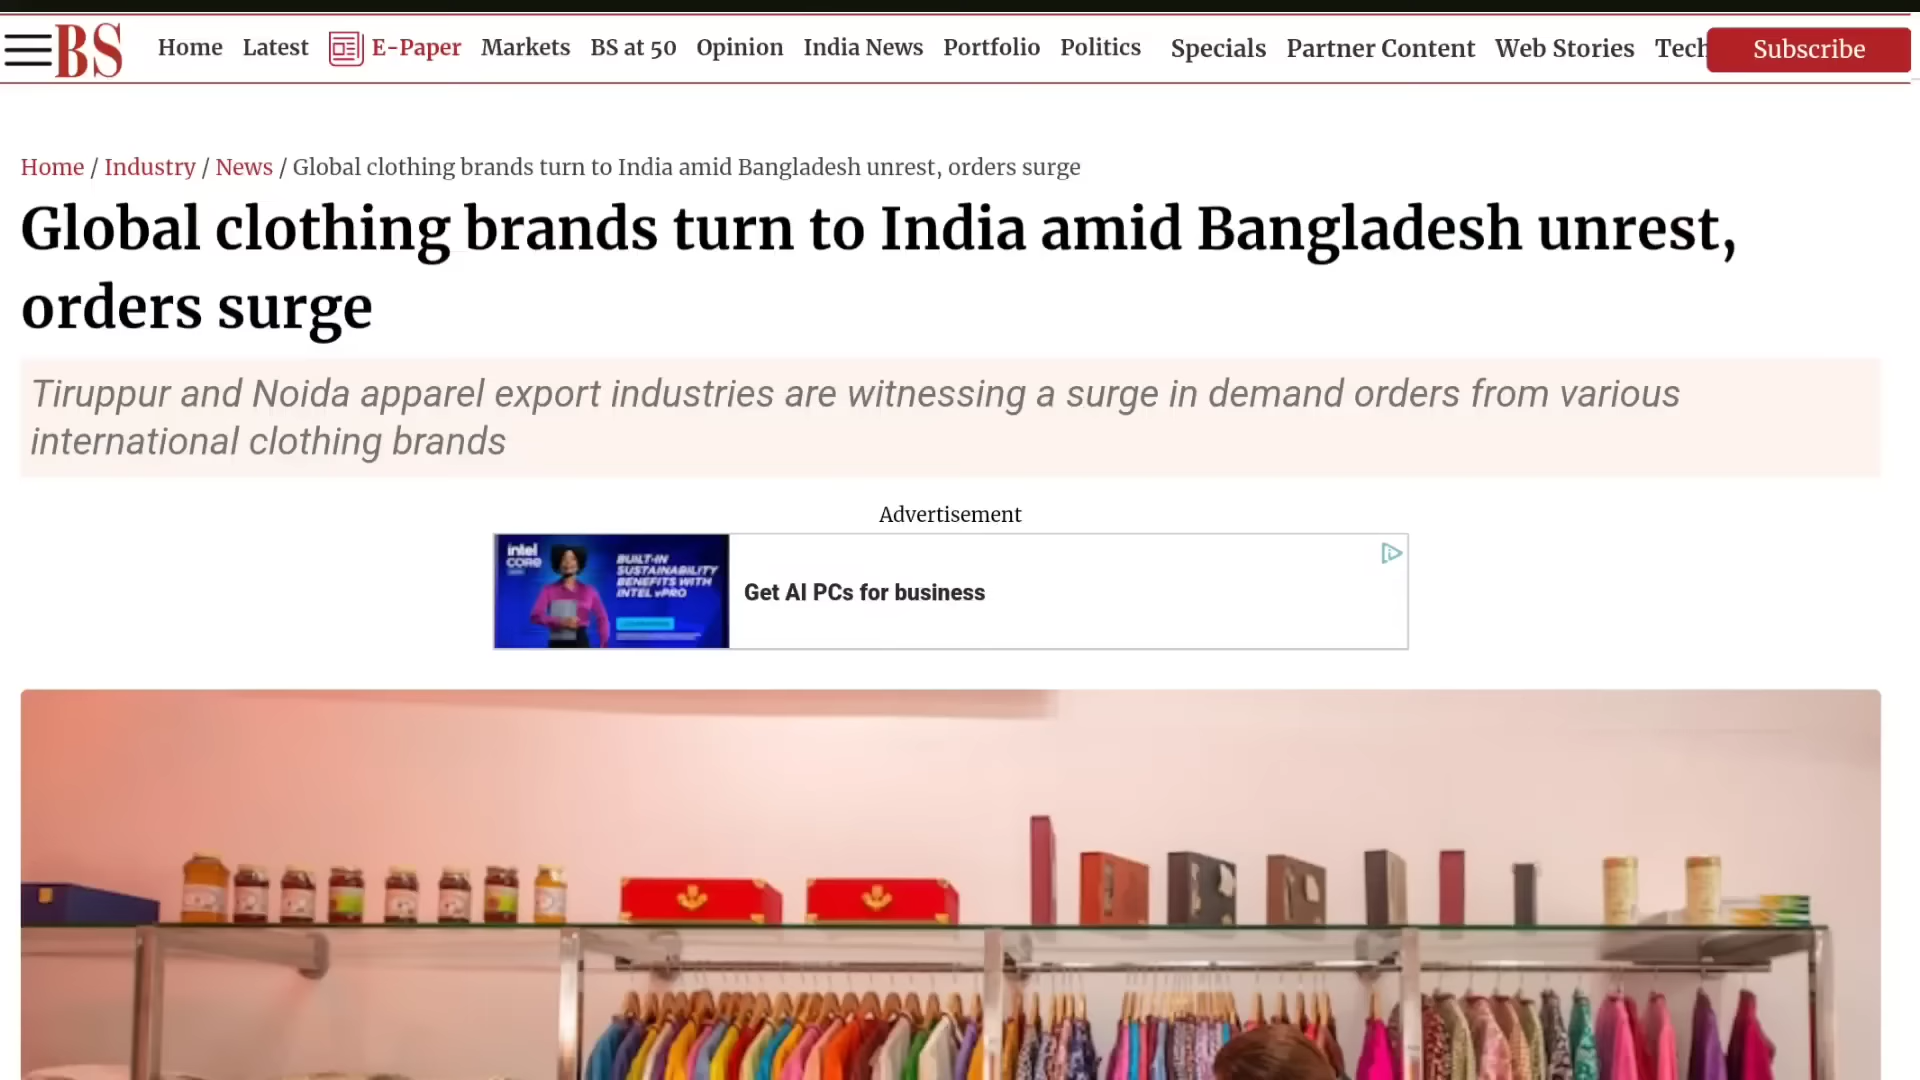 BS Home Latest E-Paper Markets BS at 50 Opinion India News Portfolio Politics Specials Partner Content Web Stories Tech Subscribe
Home / Industry / News / Global clothing brands turn to India amid Bangladesh unrest, orders surge
Global clothing brands turn to India amid Bangladesh unrest,
orders surge
Tiruppur and Noida apparel export industries are witnessing a surge in demand orders from various
international clothing brands
Advertisement
intel
CORE
BUILT-IN
SUSTAINABILITY
BENEFITS WITH
INTEL vPRO
Get AI PCs for business